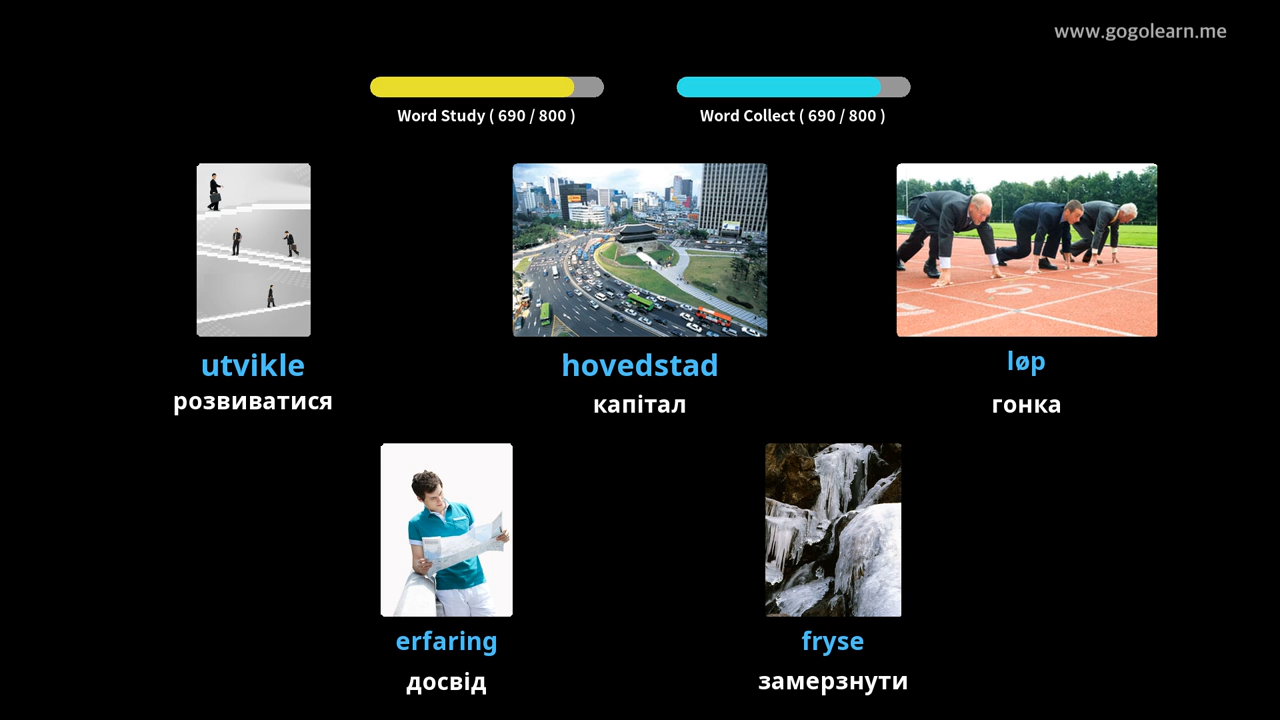 www.gogolearn.me
Word Study ( 690 / 800 )
Word Collect ( 690 / 800 )
utvikle
розвиватися
hovedstad
капітал
løp
гонка
erfaring
досвід
fryse
замерзнути